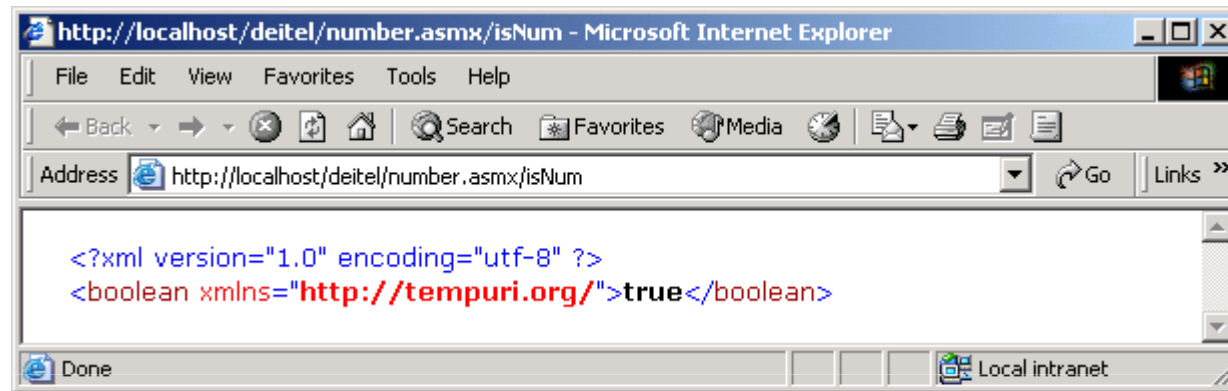 http://localhost/deitel/number.asmx/isNum - Microsoft Internet Explorer
File Edit View Favorites Tools Help
Back Search Favorites Media
Address http://localhost/deitel/number.asmx/isNum Go Links »
<?xml version="1.0" encoding="utf-8" ?>
<boolean xmlns="http://tempuri.org/">true</boolean>
Done Local intranet